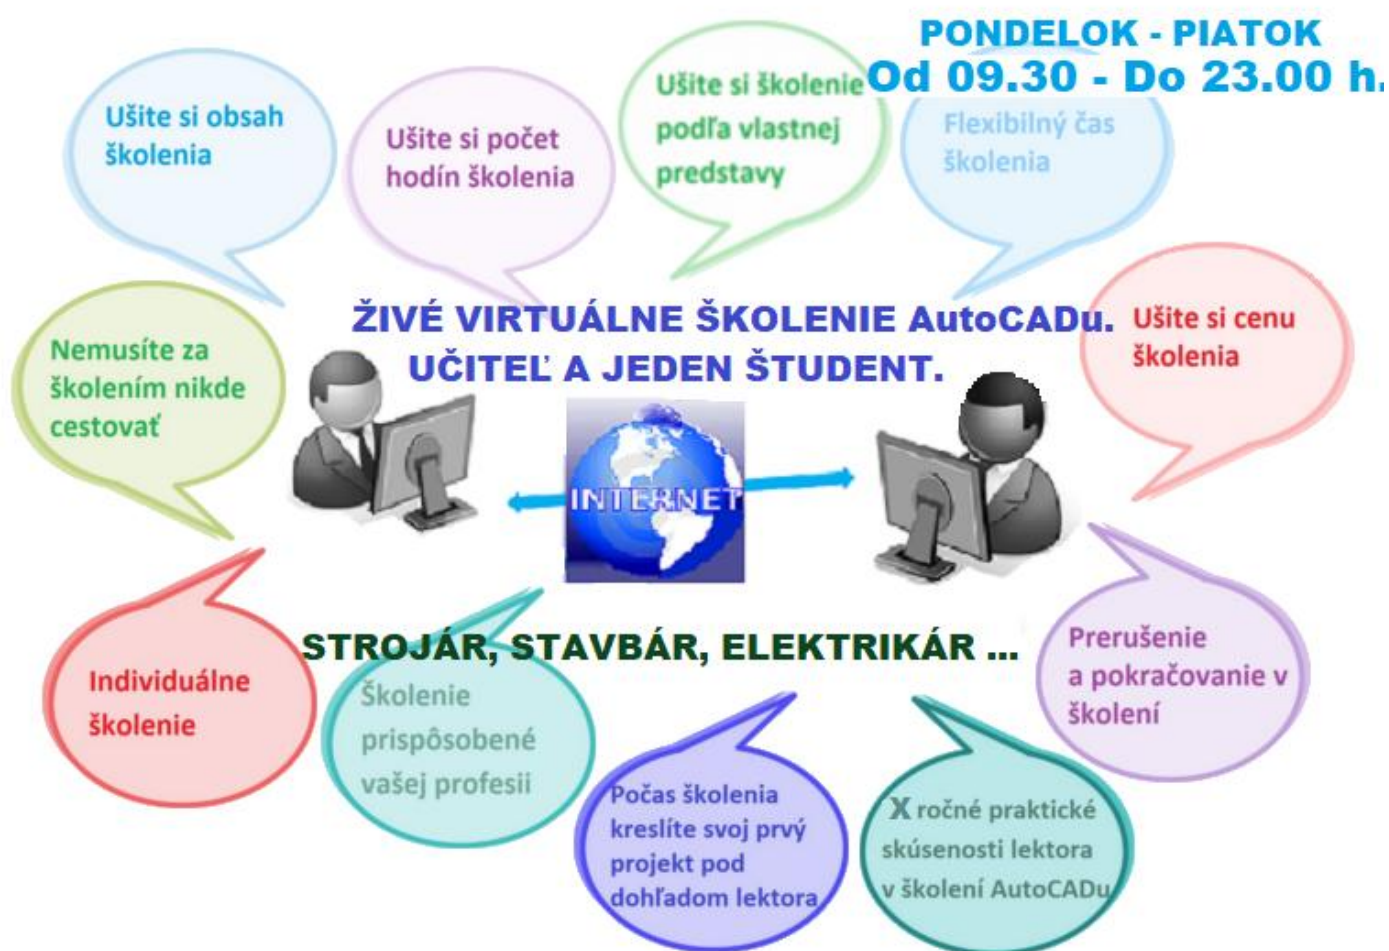 PONDELOK - PIATOK
Od 09.30 - Do 23.00 h.
Ušite si obsah
školenia
Ušite si počet
hodín školenia
Ušite si školenie
podľa vlastnej
predstavy
Flexibilný čas
školenia
ŽIVÉ VIRTUÁLNE ŠKOLENIE AutoCADu.
UČITEĽ A JEDEN ŠTUDENT.
Ušite si cenu
školenia
Nemusíte za
školením nikde
cestovať
INTERNET
STROJÁR, STAVBÁR, ELEKTRIKÁR ...
Individuálne
školenie
Školenie
prispôsobené
vašej profesii
Počas školenia
kreslíte svoj prvý
projekt pod
dohľadom lektora
X ročné praktické
skúsenosti lektora
v školení AutoCADu
Prerušenie
a pokračovanie v
školení